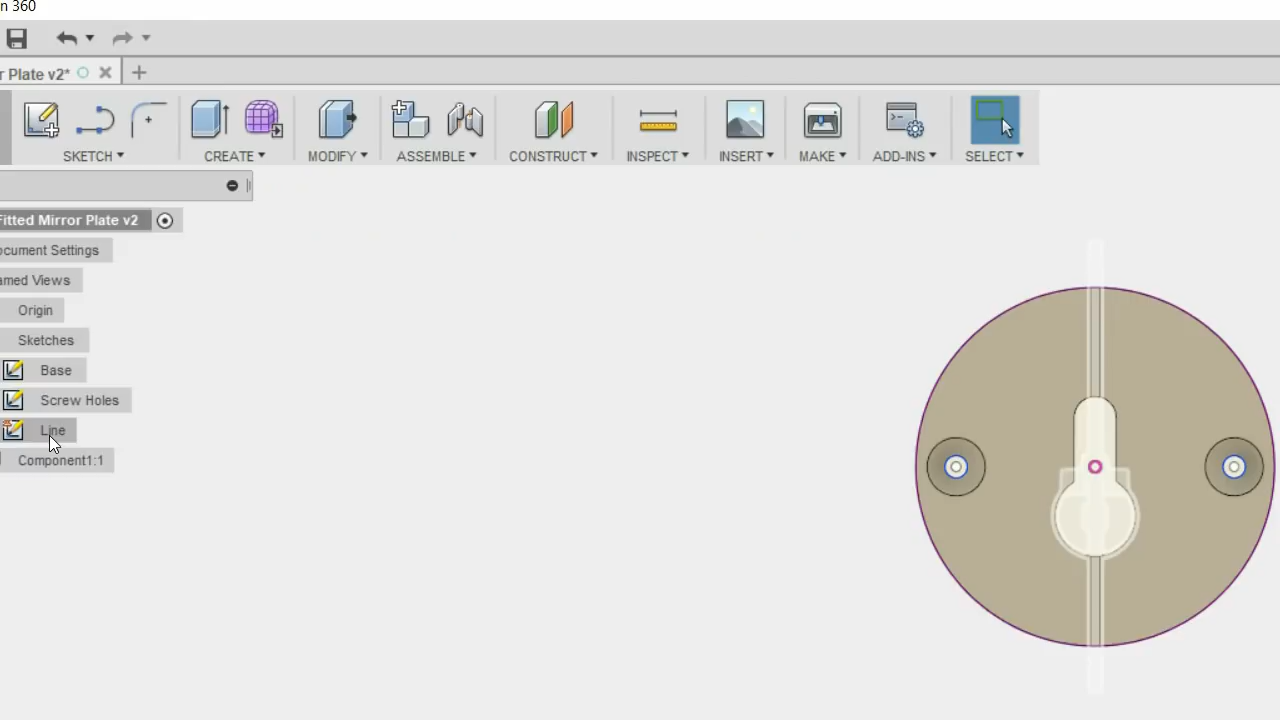 n 360
r Plate v2*
SKETCH
CREATE
MODIFY
ASSEMBLE
CONSTRUCT
INSPECT
INSERT
MAKE
ADD-INS
SELECT
Fitted Mirror Plate v2
ocument Settings
amed Views
Origin
Sketches
Base
Screw Holes
Line
Component1:1